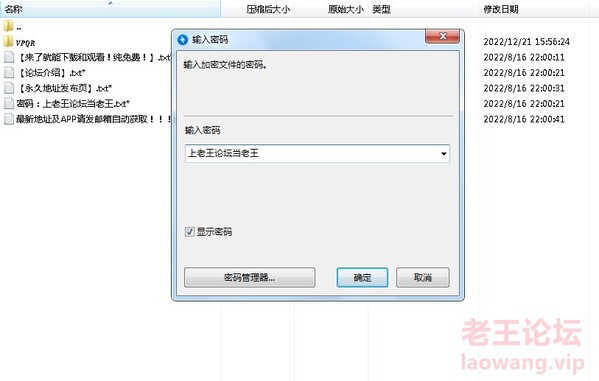 名称 压缩后大小 原始大小 类型 修改日期
..
VPQR 2022/12/21 15:56:24
【来了就能下载和观看！纯免费！】.txt* 2022/8/16 22:00:11
【论坛介绍】.txt* 2022/8/16 22:00:21
【永久地址发布页】.txt* 2022/8/16 22:00:31
密码：上老王论坛当老王.txt* 2022/8/16 22:00:21
最新地址及APP请发邮箱自动获取！！！ 2022/8/16 22:00:41
输入密码
输入加密文件的密码。
输入密码
上老王论坛当老王
显示密码
密码管理器... 确定 取消
老王论坛
laowang.vip